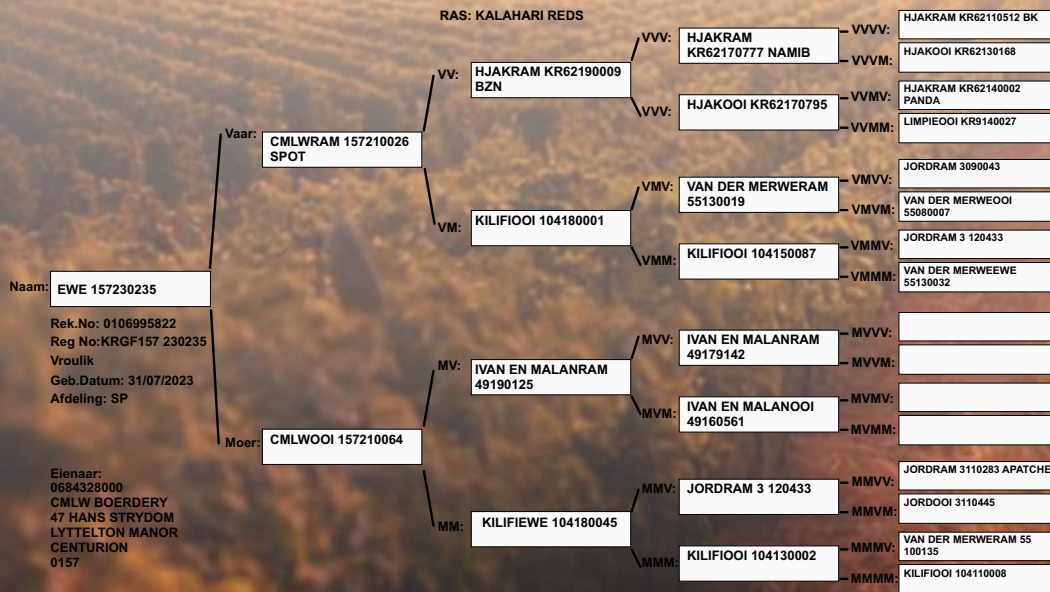 RAS: KALAHARI REDS
Naam:
EWE 157230235
Rek.No: 0106995822
Reg No:KRGF157 230235
Vroulik
Geb.Datum: 31/07/2023
Afdeling: SP
Eienaar:
0684328000
CMLW BOERDERY
47 HANS STRYDOM
LYTTELTON MANOR
CENTURION
0157
Vaar:
CMLWRAM 157210026
SPOT
Moer:
CMLWOOI 157210064
VV:
HJAKRAM KR62190009
BZN
VM:
KILIFIOOI 104180001
MV:
IVAN EN MALANRAM
49190125
MM:
KILIFIEWE 104180045
VVV:
HJAKRAM
KR62170777 NAMIB
VVV:
HJAKOOI KR62170795
VMV:
VAN DER MERWERAM
55130019
VMM:
KILIFIOOI 104150087
MVV:
IVAN EN MALANRAM
49179142
MVM:
IVAN EN MALANOOI
49160561
MMV:
JORDRAM 3 120433
MMM:
KILIFIOOI 104130002
VVVV:
HJAKRAM KR62110512 BK
VVVM:
HJAKOOI KR62130168
VVMV:
HJAKRAM KR62140002
PANDA
VVMM:
LIMPIEOOI KR9140027
VMVV:
JORDRAM 3090043
VMVM:
VAN DER MERWEOOI
55080007
VMMV:
JORDRAM 3 120433
VMMM:
VAN DER MERWEEWE
55130032
MVVV:
MVVM:
MVMV:
MVMM:
MMVV:
JORDRAM 3110283 APATCHE
MMVM:
JORDOOI 3110445
MMMV:
VAN DER MERWERAM 55
100135
MMMM:
KILIFIOOI 104110008